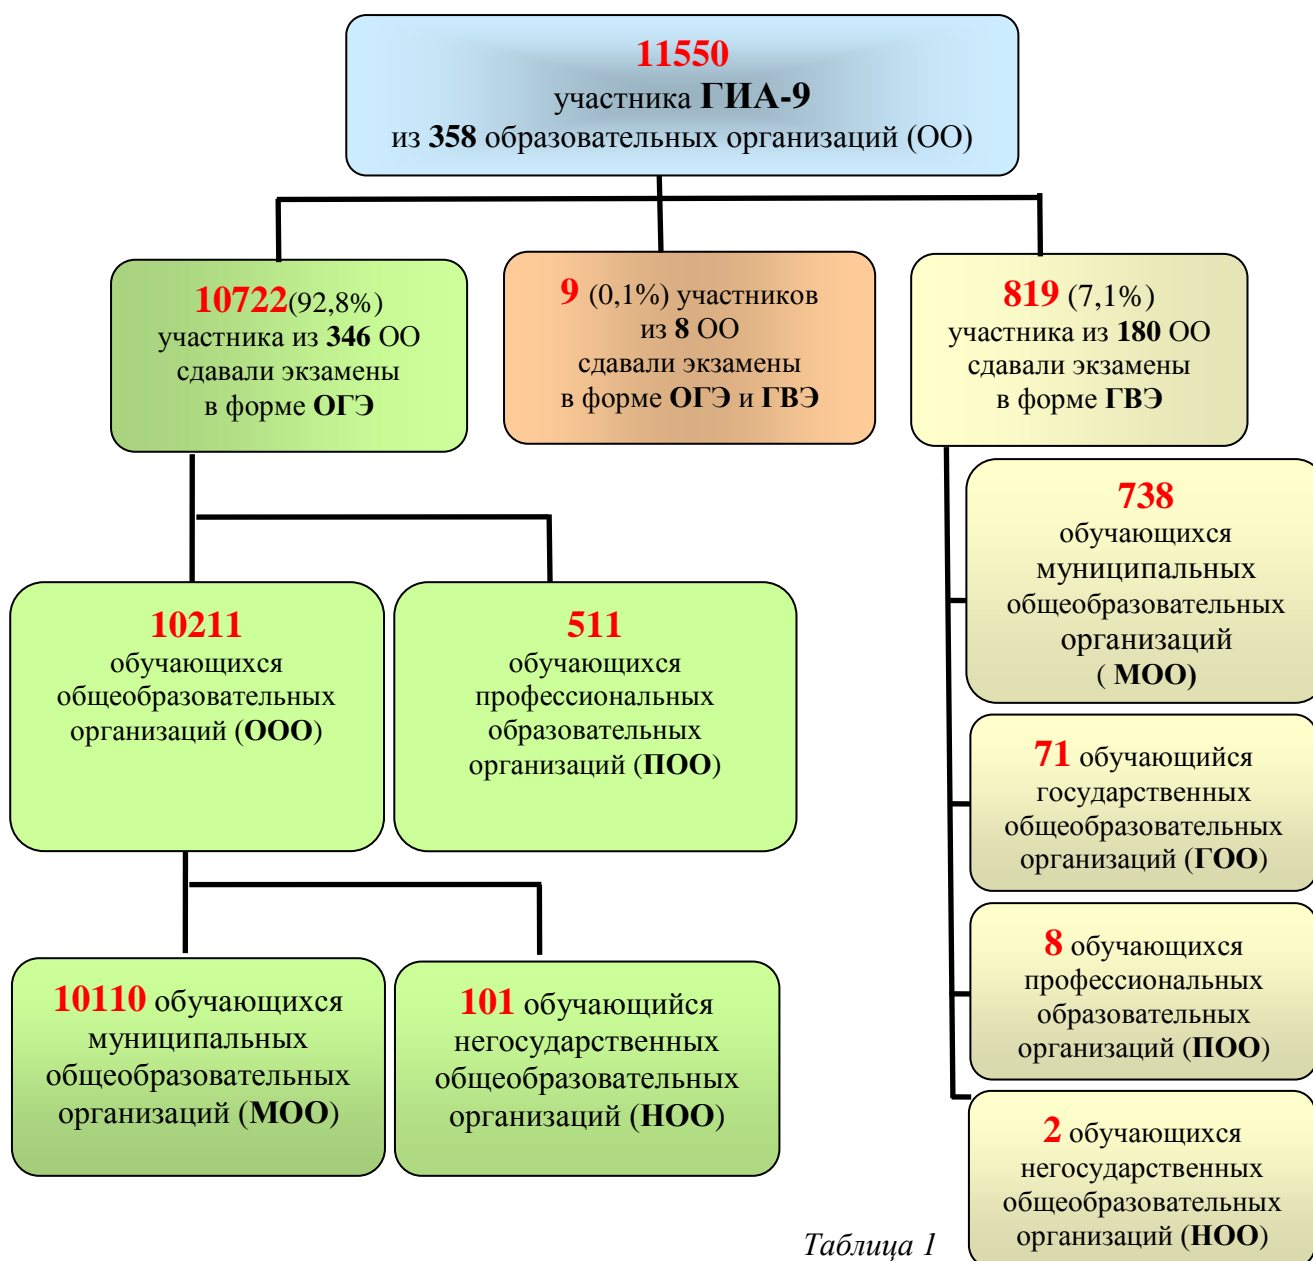 11550
участника ГИА-9
из 358 образовательных организаций (ОО)
10722(92,8%)
участника из 346 ОО
сдавали экзамены
в форме ОГЭ
9 (0,1%) участников
из 8 ОО
сдавали экзамены
в форме ОГЭ и ГВЭ
819 (7,1%)
участника из 180 ОО
сдавали экзамены
в форме ГВЭ
10211
обучающихся
общеобразовательных
организаций (ООО)
511
обучающихся
профессиональных
образовательных
организаций (ПОО)
10110 обучающихся
муниципальных
общеобразовательных
организаций (МОО)
101 обучающийся
негосударственных
общеобразовательных
организаций (НОО)
738
обучающихся
муниципальных
общеобразовательных
организаций
( МОО)
71 обучающийся
государственных
общеобразовательных
организаций (ГОО)
8 обучающихся
профессиональных
образовательных
организаций (ПОО)
2 обучающихся
негосударственных
общеобразовательных
организаций (НОО)
Таблица 1